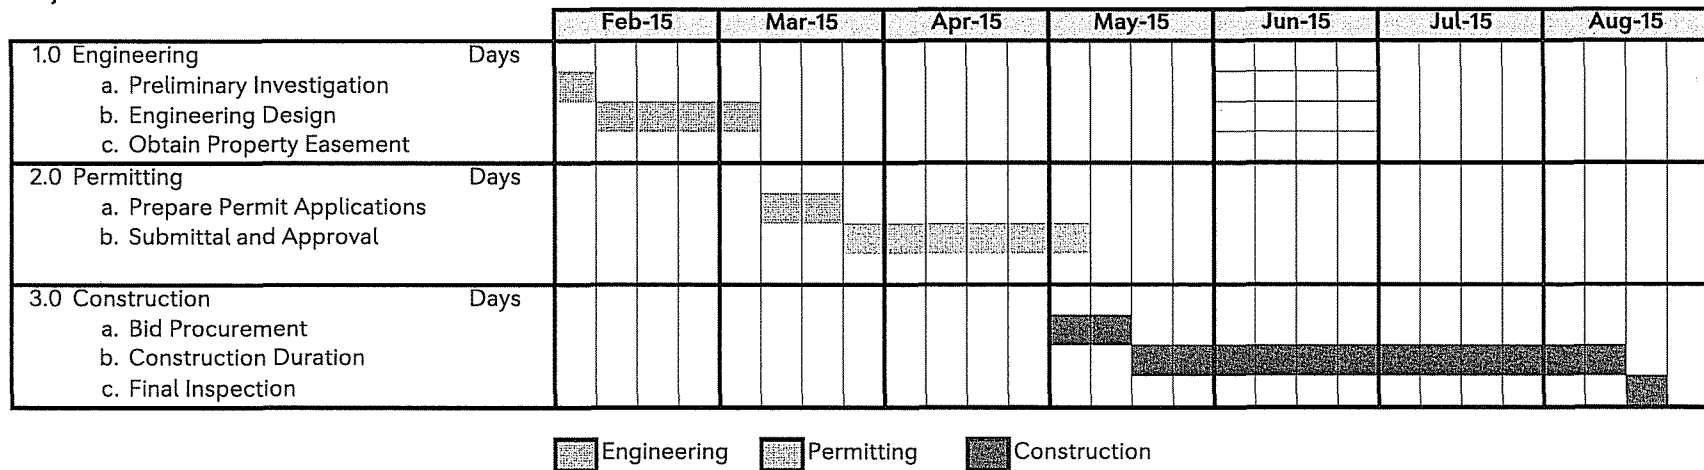 Feb-15 Mar-15 Apr-15 May-15 Jun-15 Jul-15 Aug-15
1.0 Engineering Days
a. Preliminary Investigation
b. Engineering Design
c. Obtain Property Easement
2.0 Permitting Days
a. Prepare Permit Applications
b. Submittal and Approval
3.0 Construction Days
a. Bid Procurement
b. Construction Duration
c. Final Inspection
Engineering Permitting Construction